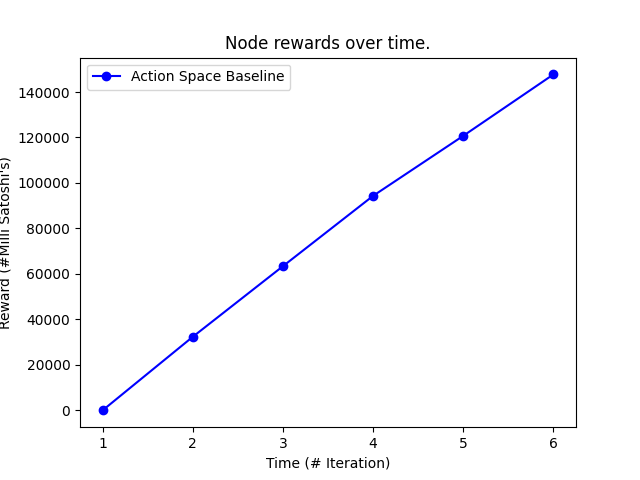 Node rewards over time.
Action Space Baseline
140000
120000
100000
80000
60000
40000
20000
0
Reward (#Milli Satoshi's)
1 2 3 4 5 6
Time (# Iteration)